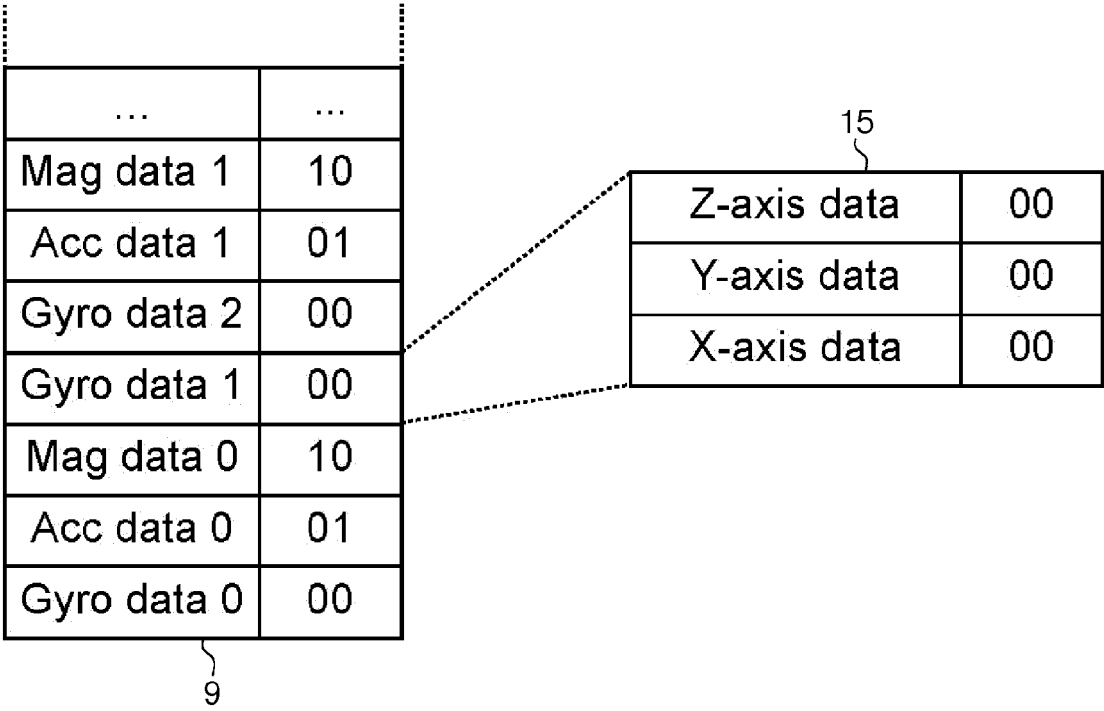 ... ...
Mag data 1 10
Acc data 1 01
Gyro data 2 00
Gyro data 1 00
Mag data 0 10
Acc data 0 01
Gyro data 0 00
9
15
Z-axis data 00
Y-axis data 00
X-axis data 00